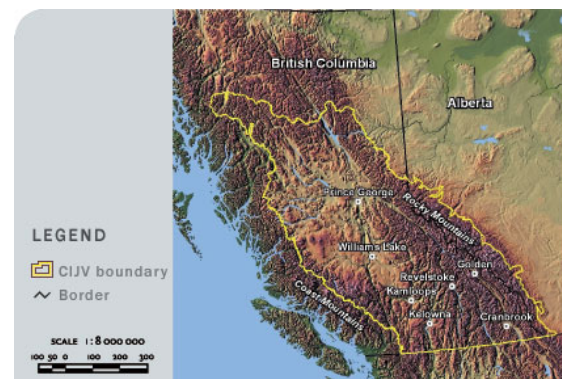 British Columbia
Alberta
Prince George
Rocky Mountains
Williams Lake
Golden
Revelstoke
Kamloops
Coast Mountains
Kelowna
Cranbrook
LEGEND
CIJV boundary
Border
SCALE 1:8 000 000
100 50 0 100 200 300